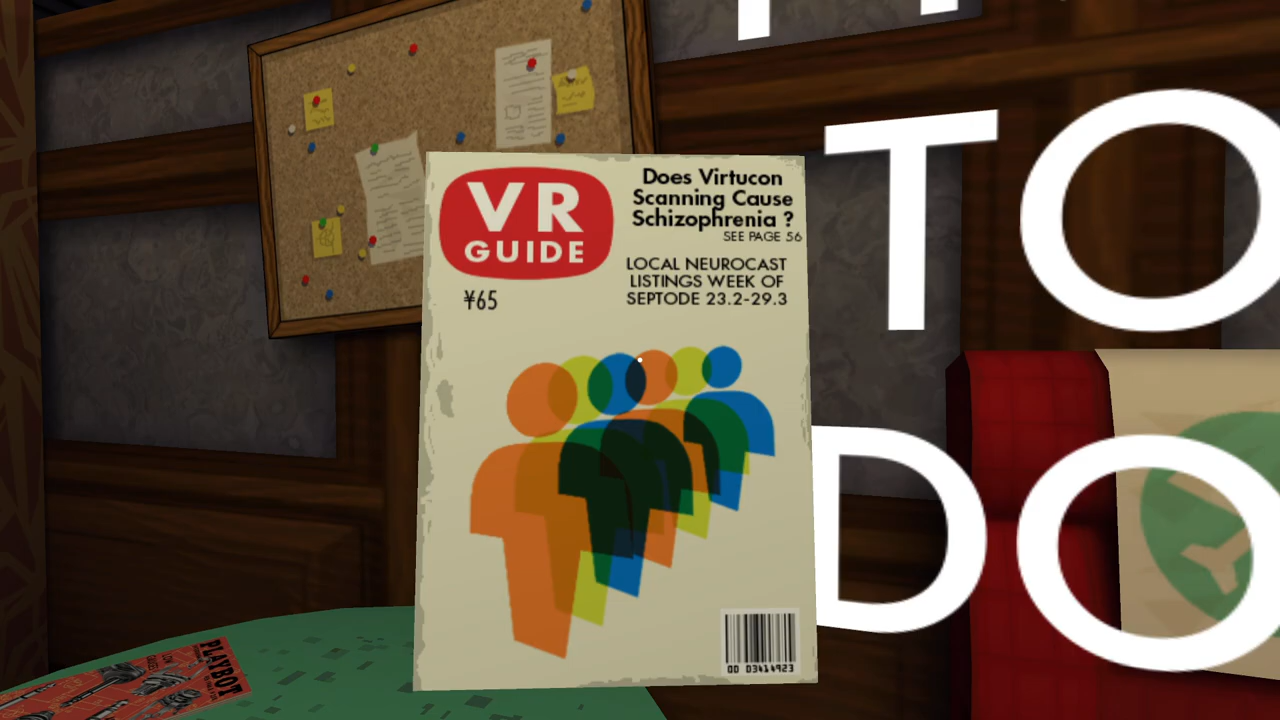 VR
GUIDE
¥65
Does Virtucon
Scanning Cause
Schizophrenia ?
SEE PAGE 56
LOCAL NEUROCAST
LISTINGS WEEK OF
SEPTODE 23.2-29.3
TO
DO
PLAYBOT
00 03414923